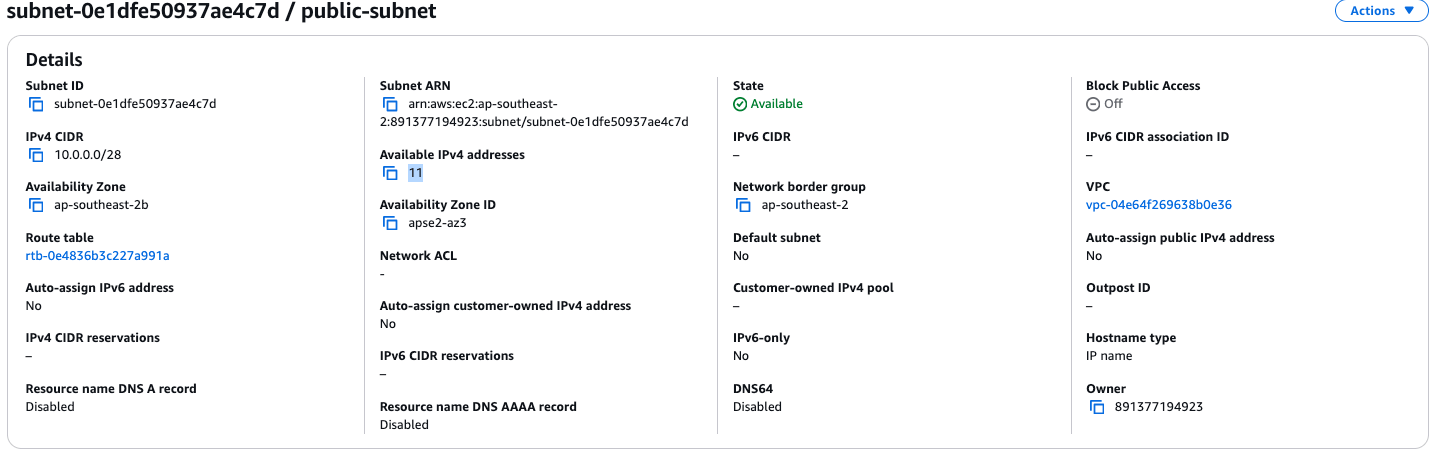 subnet-0e1dfe50937ae4c7d / public-subnet
Actions
Details
Subnet ID
subnet-0e1dfe50937ae4c7d
IPv4 CIDR
10.0.0.0/28
Availability Zone
ap-southeast-2b
Route table
rtb-0e4836b3c227a991a
Auto-assign IPv6 address
No
IPv4 CIDR reservations
–
Resource name DNS A record
Disabled
Subnet ARN
arn:aws:ec2:ap-southeast-
2:891377194923:subnet/subnet-0e1dfe50937ae4c7d
Available IPv4 addresses
11
Availability Zone ID
apse2-az3
Network ACL
-
Auto-assign customer-owned IPv4 address
No
IPv6 CIDR reservations
–
Resource name DNS AAAA record
Disabled
State
Available
IPv6 CIDR
–
Network border group
ap-southeast-2
Default subnet
No
Customer-owned IPv4 pool
–
IPv6-only
No
DNS64
Disabled
Block Public Access
Off
IPv6 CIDR association ID
–
VPC
vpc-04e64f269638b0e36
Auto-assign public IPv4 address
No
Outpost ID
–
Hostname type
IP name
Owner
891377194923